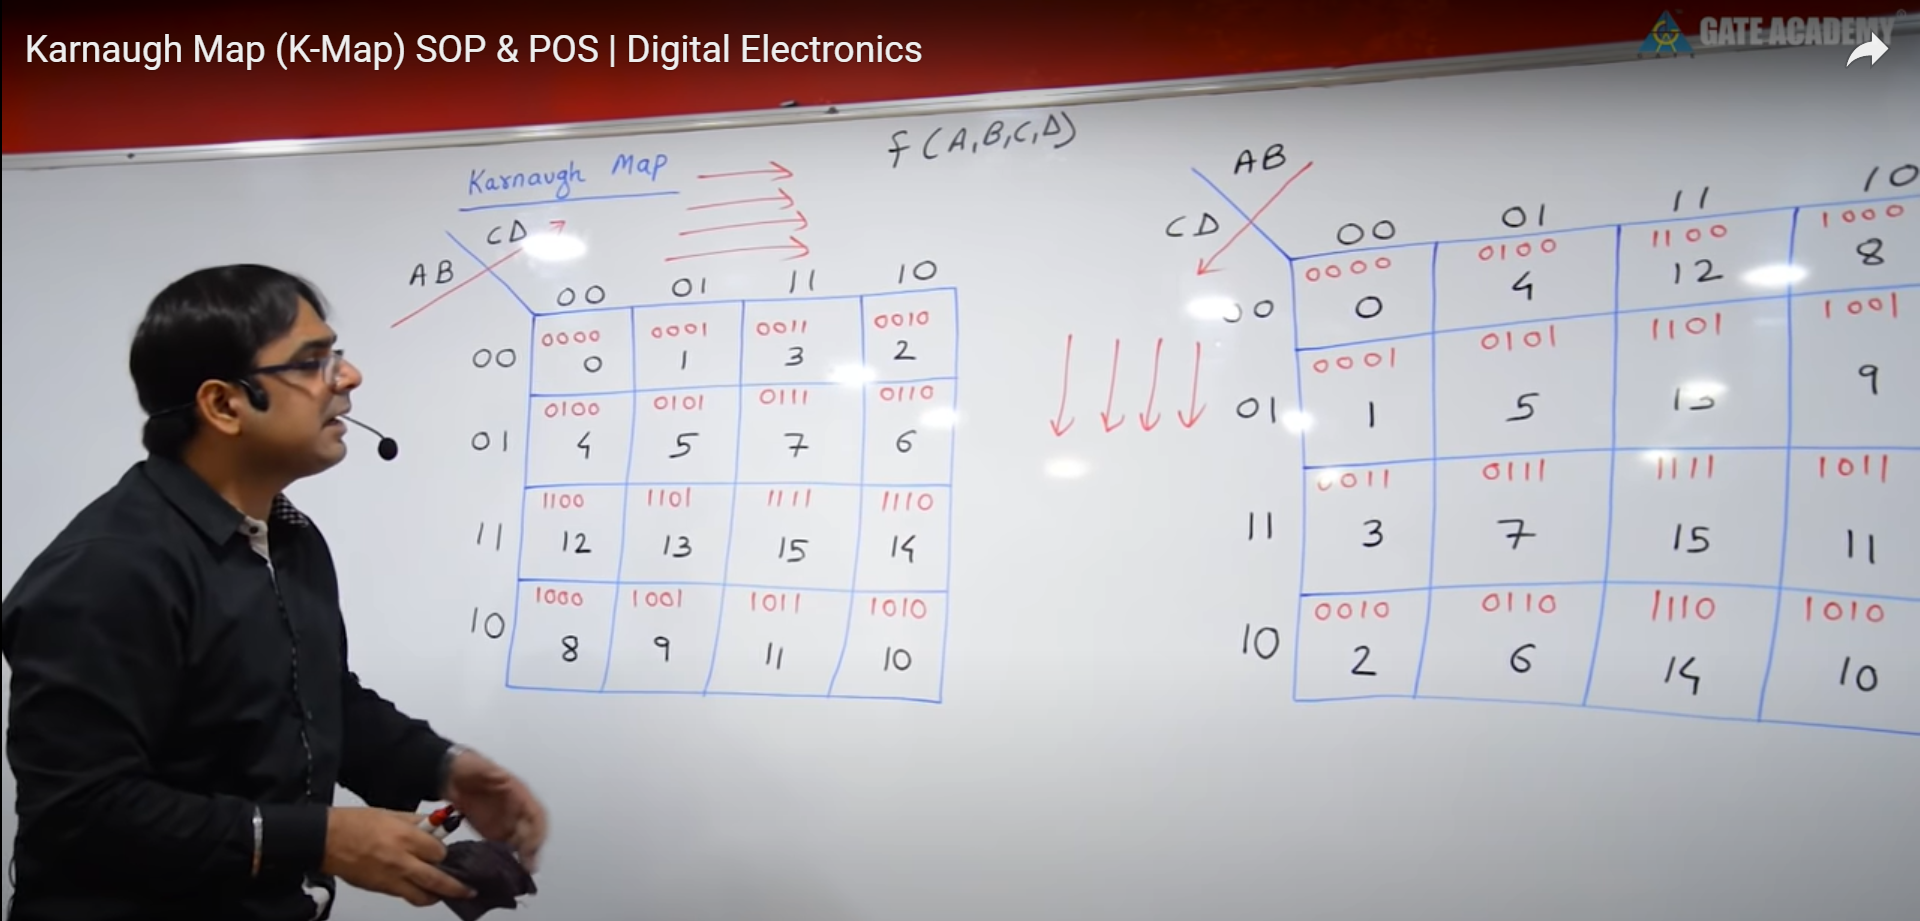 Karnaugh Map (K-Map) SOP & POS | Digital Electronics
GATE ACADEMY
Karnaugh Map
f (A,B,C,D)
CD
AB
00 01 11 10
0000 0001 0011 0010
00 0 1 3 2
0100 0101 0111 0110
01 4 5 7 6
1100 1101 1111 1110
11 12 13 15 14
1000 1001 1011 1010
10 8 9 11 10
AB
CD
00 01 11 10
0000 0100 1100 1000
00 0 4 12 8
0001 0101 1101 1001
01 1 5 13 9
0011 0111 1111 1011
11 3 7 15 11
0010 0110 1110 1010
10 2 6 14 10